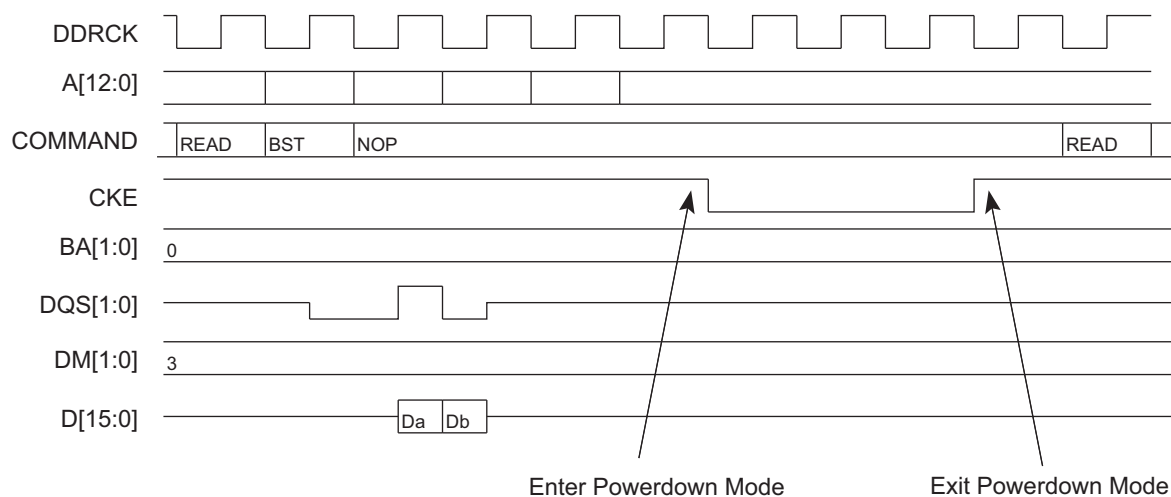 DDRCK
A[12:0]
COMMAND READ BST NOP READ
CKE
BA[1:0] 0
DQS[1:0]
DM[1:0] 3
D[15:0] Da Db
Enter Powerdown Mode Exit Powerdown Mode